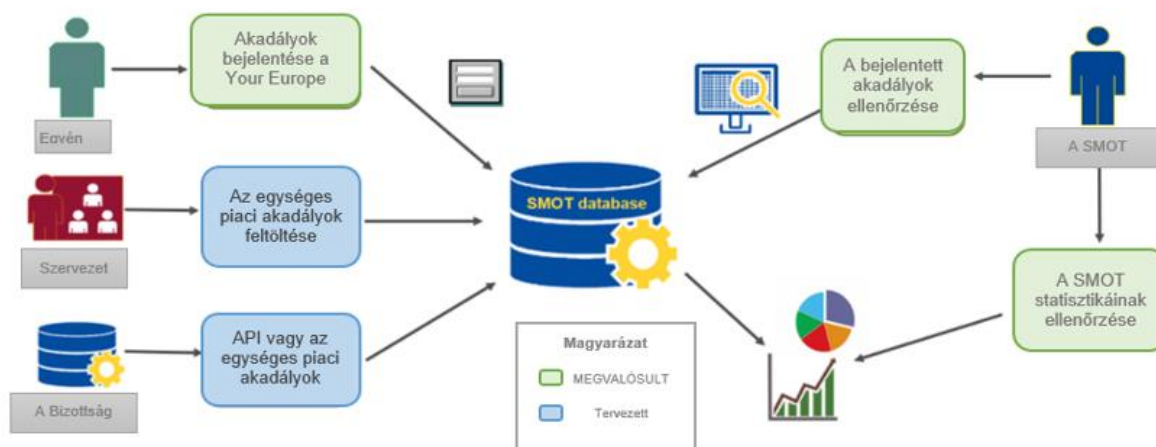 Akadályok
bejelentése a
Your Europe
Egyén
Az egységes
piaci akadályok
feltöltése
Szervezet
API vagy az
egységes piaci
akadályok
A Bizottság
SMOT database
A bejelentett
akadályok
ellenőrzése
A SMOT
A SMOT
statisztikáinak
ellenőrzése
Magyarázat
MEGVALÓSULT
Tervezett